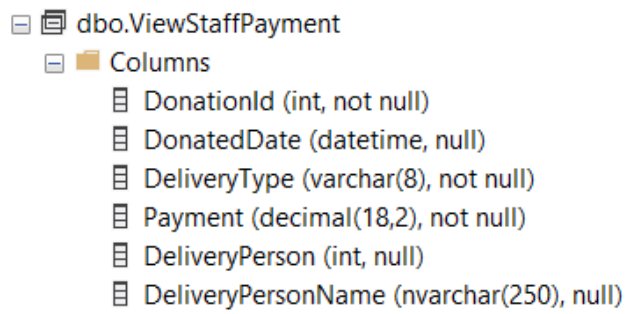 dbo.ViewStaffPayment
Columns
DonationId (int, not null)
DonatedDate (datetime, null)
DeliveryType (varchar(8), not null)
Payment (decimal(18,2), not null)
DeliveryPerson (int, null)
DeliveryPersonName (nvarchar(250), null)